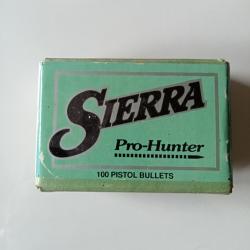 SIERRA
Pro-Hunter
100 PISTOL BULLETS